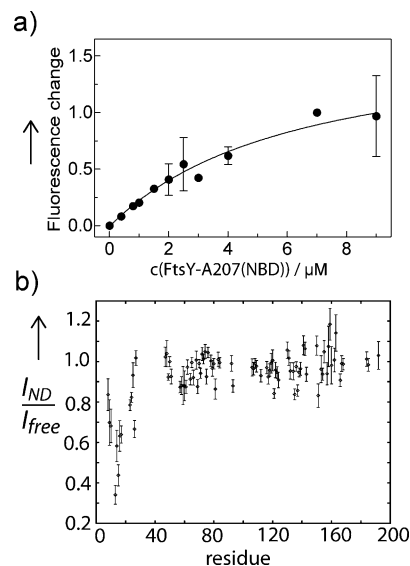 a)
1.5
1.0
0.5
0.0
Fluorescence change
0 2 4 6 8
c(FtsY-A207(NBD)) / μM
b)
1.2
1.0
0.8
0.6
0.4
0.2
I_ND
I_free
0 40 80 120 160 200
residue